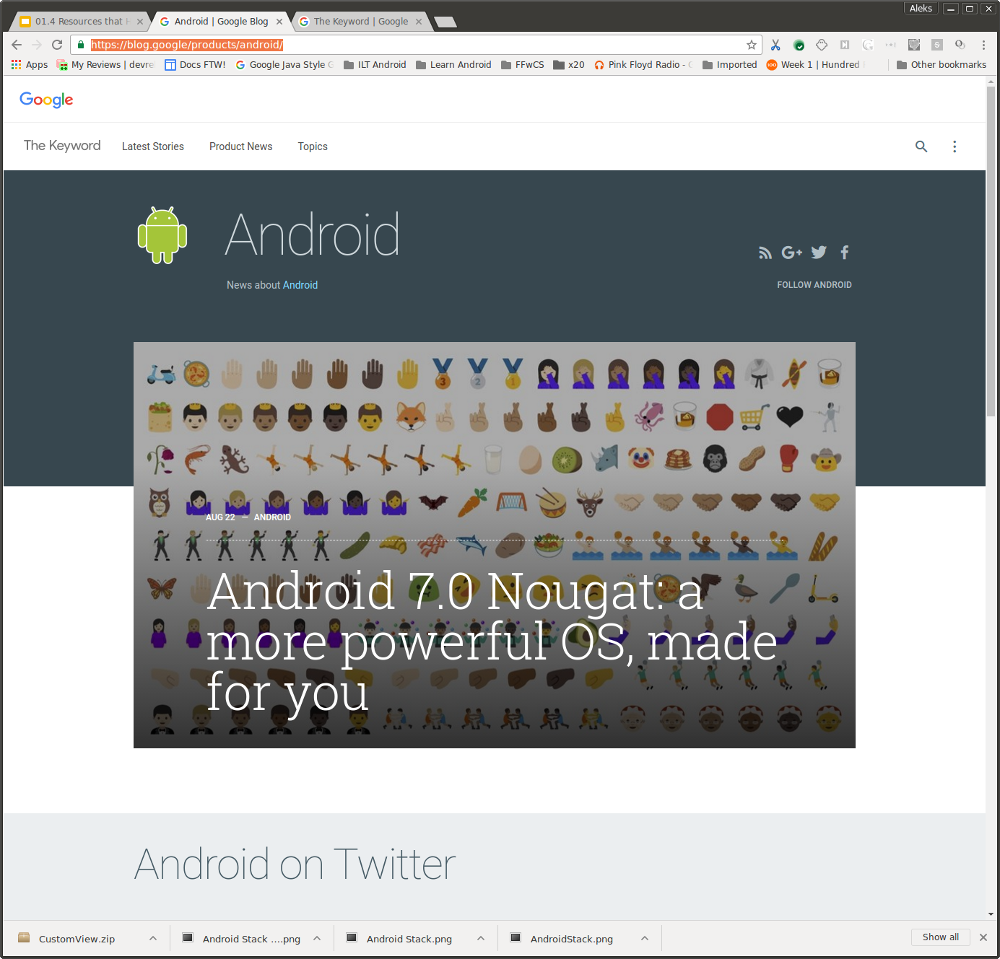 Aleks
01.4 Resources that
Android | Google Blog
The Keyword | Google
https://blog.google/products/android/
Apps
My Reviews | devre
Docs FTW!
Google Java Style G
ILT Android
Learn Android
FFwCS
x20
Pink Floyd Radio -
Imported
Week 1 | Hundred
Other bookmarks
Google
The Keyword
Latest Stories
Product News
Topics
Android
News about Android
G+
FOLLOW ANDROID
AUG 22 — ANDROID
Android 7.0 Nougat: a
more powerful OS, made
for you
Android on Twitter
CustomView.zip
Android Stack ....png
Android Stack.png
AndroidStack.png
Show all